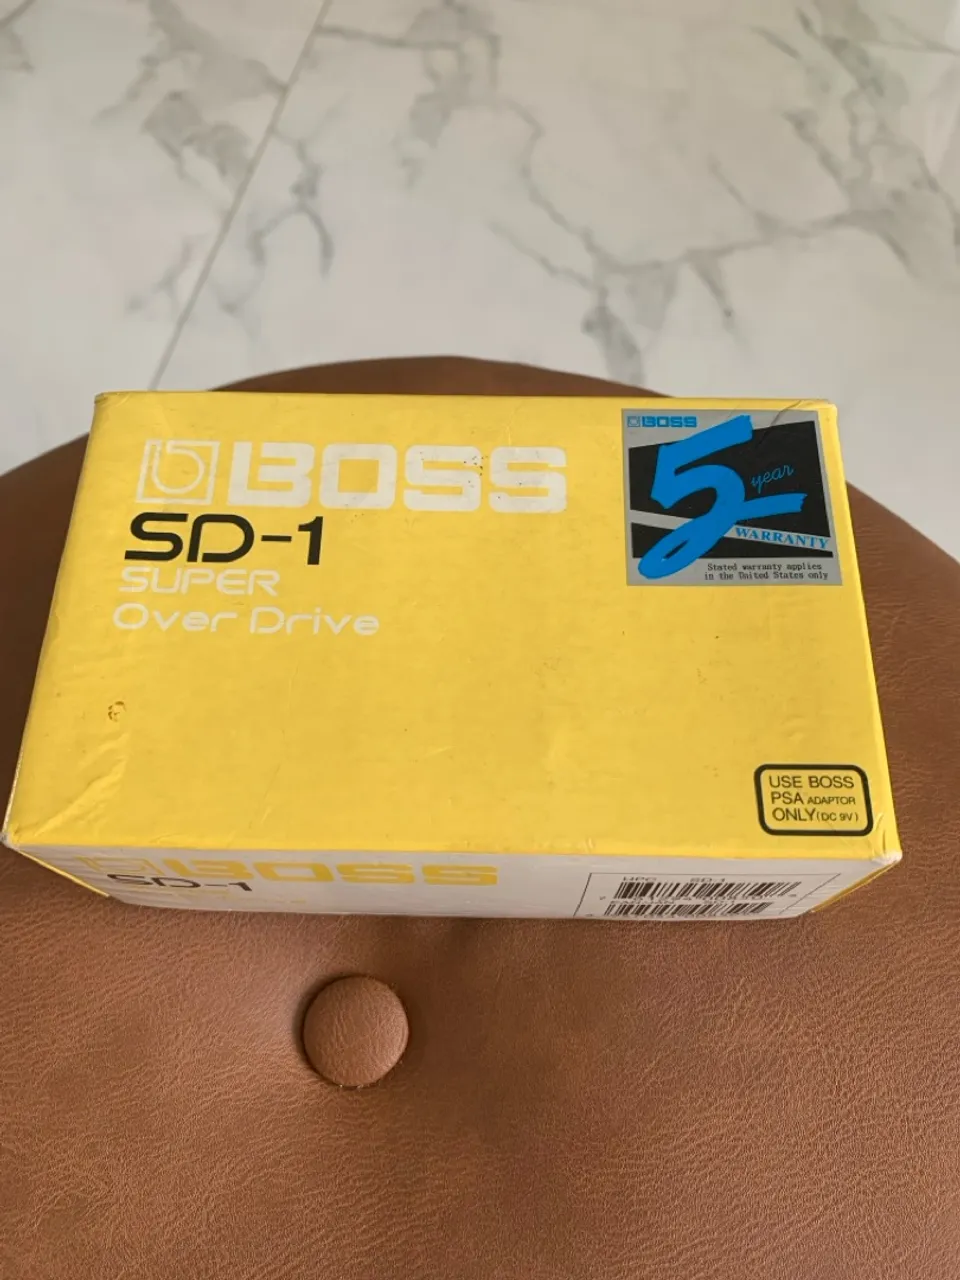 BOSS
SD-1
SUPER
Over Drive
BOSS
5 year
WARRANTY
Stated warranty applies
in the United States only
USE BOSS
PSA ADAPTOR
ONLY (DC 9V)
BOSS
SD-1
UPC SD-1